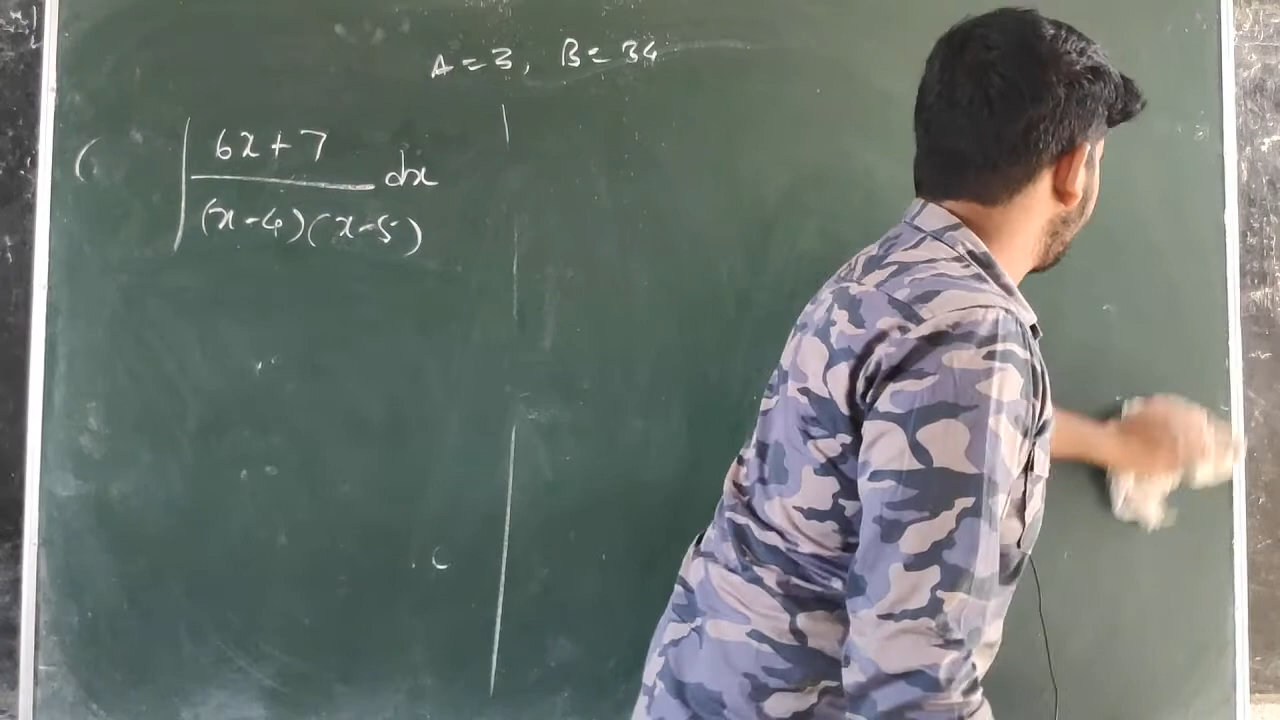 A = 3, B = 34
∫ (6x + 7) / ((x - 4)(x - 5)) dx